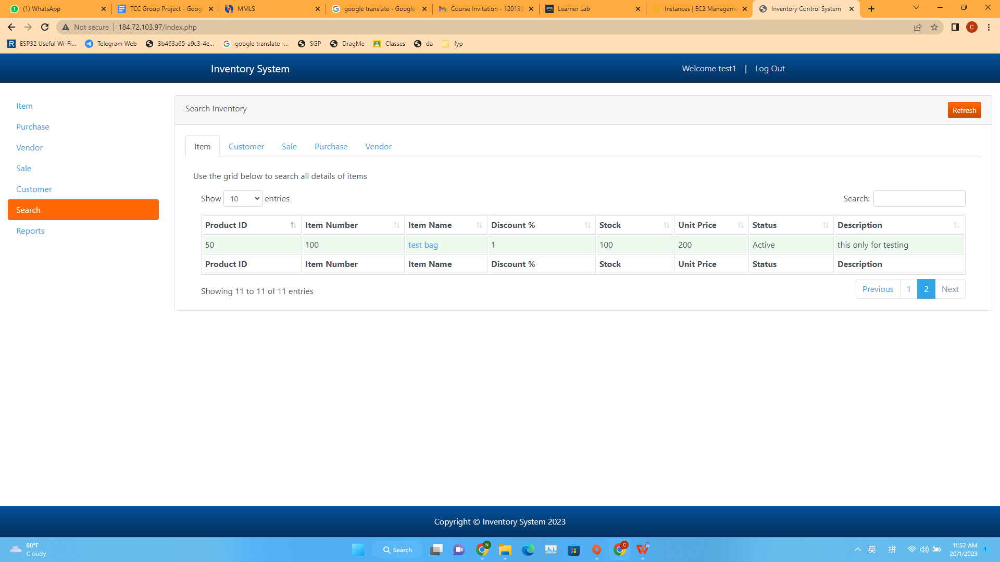 (1) WhatsApp
TCC Group Project - Googl
MMLS
google translate - Google
Course Invitation - 120130
Learner Lab
Instances | EC2 Manageme
Inventory Control System
Not secure | 184.72.103.97/index.php
C
ESP32 Useful Wi-Fi...
Telegram Web
3b463a65-a9c3-4e...
google translate -...
SGP
DragMe
Classes
da
fyp
Inventory System
Welcome test1 | Log Out
Item
Purchase
Vendor
Sale
Customer
Search
Reports
Search Inventory
Refresh
Item Customer Sale Purchase Vendor
Use the grid below to search all details of items
Show 10 entries
Search:
Product ID Item Number Item Name Discount % Stock Unit Price Status Description
50 100 test bag 1 100 200 Active this only for testing
Product ID Item Number Item Name Discount % Stock Unit Price Status Description
Showing 11 to 11 of 11 entries
Previous 1 2 Next
Copyright © Inventory System 2023
88°F
Cloudy
Search
英 拼
11:52 AM
20/1/2023
1